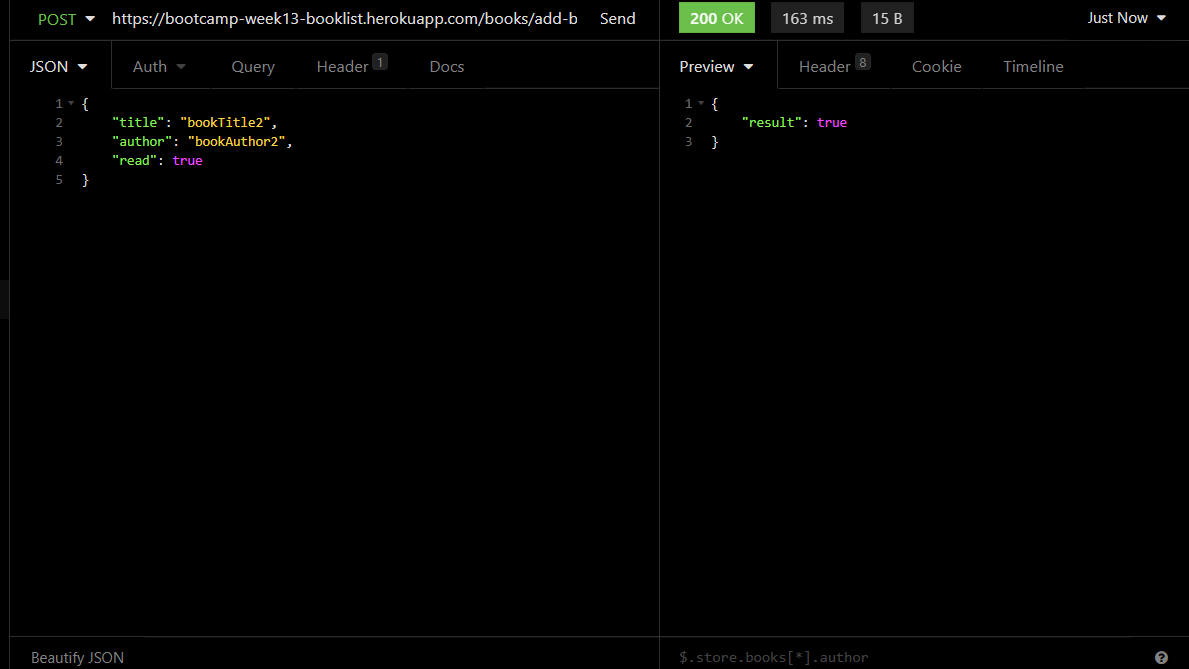 POST https://bootcamp-week13-booklist.herokuapp.com/books/add-b Send
200 OK 163 ms 15 B Just Now
JSON Auth Query Header 1 Docs
Preview Header 8 Cookie Timeline
1 {
2 "title": "bookTitle2",
3 "author": "bookAuthor2",
4 "read": true
5 }
1 {
2 "result": true
3 }
Beautify JSON
$.store.books[*].author ?